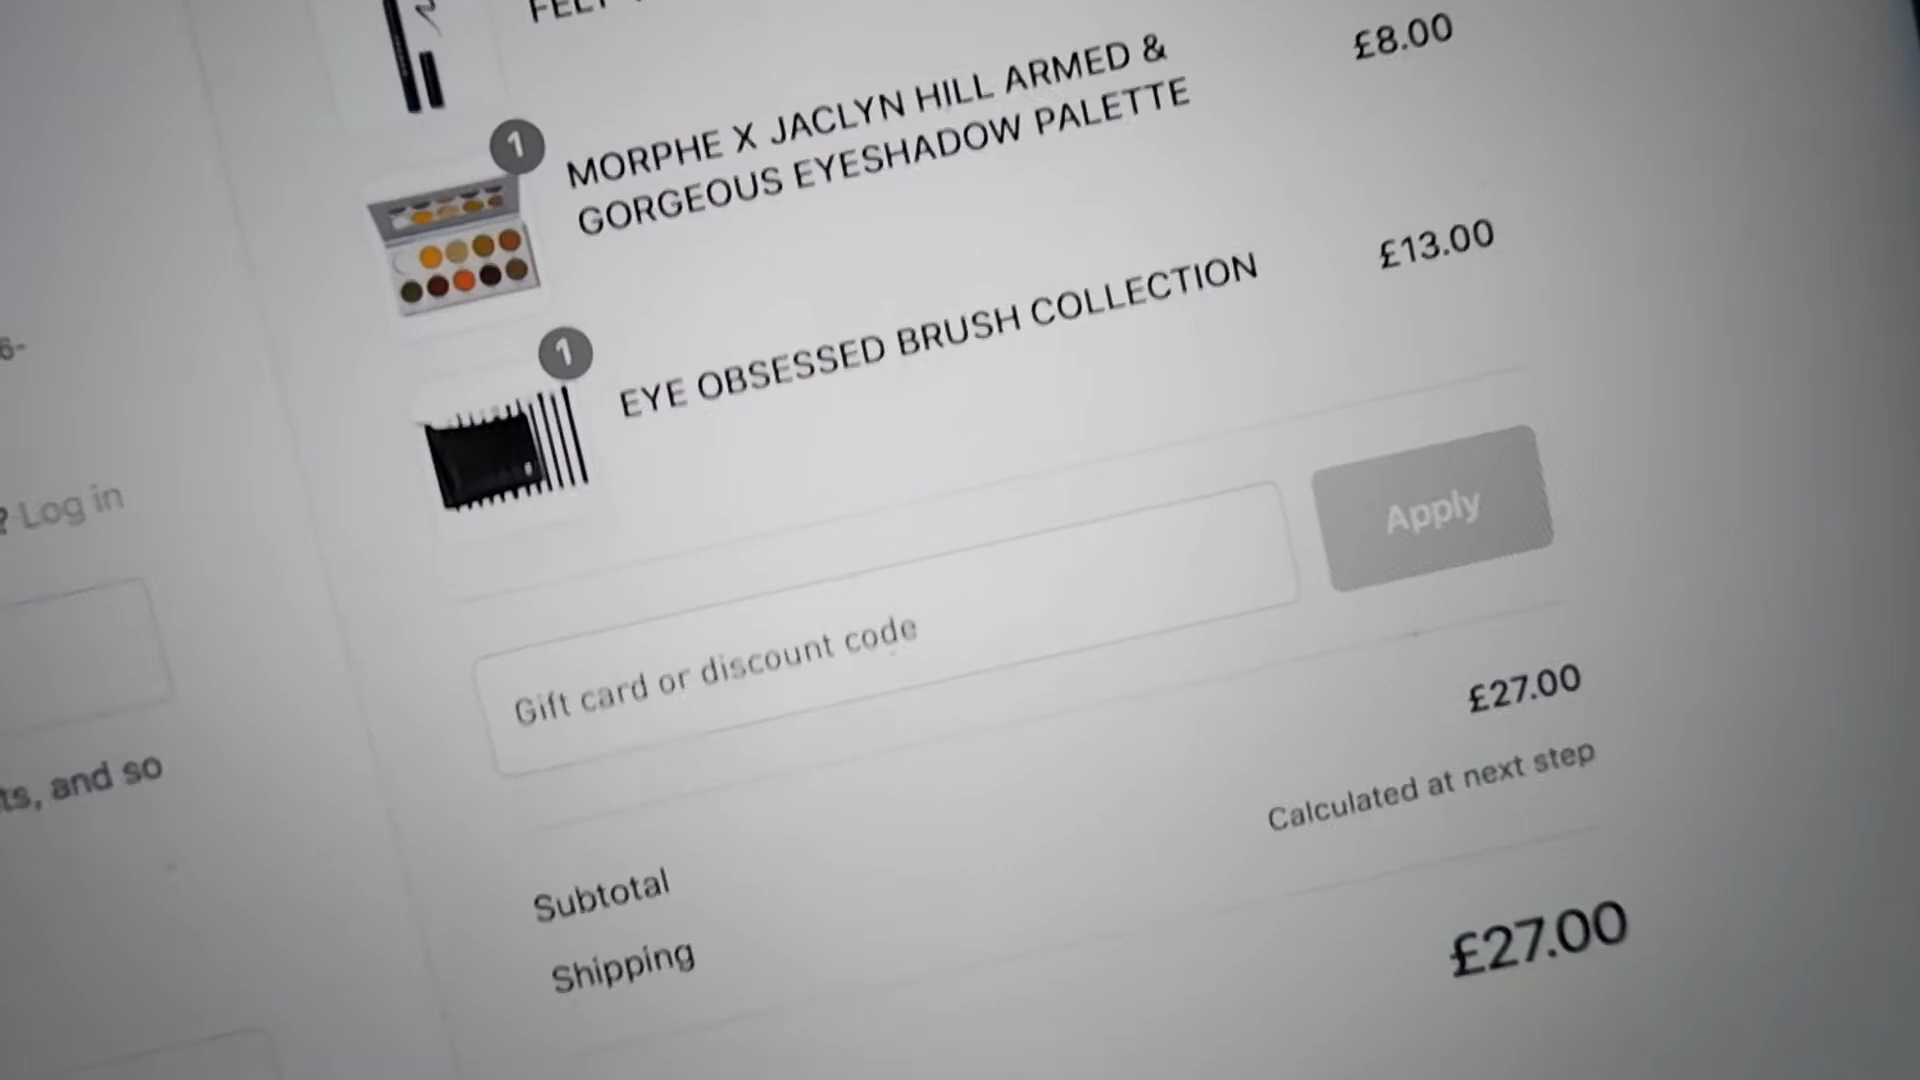 FELT
£8.00
1
MORPHE X JACLYN HILL ARMED &
GORGEOUS EYESHADOW PALETTE
£13.00
1
EYE OBSESSED BRUSH COLLECTION
6-
? Log in
Gift card or discount code
Apply
ts, and so
Subtotal
£27.00
Shipping
Calculated at next step
£27.00